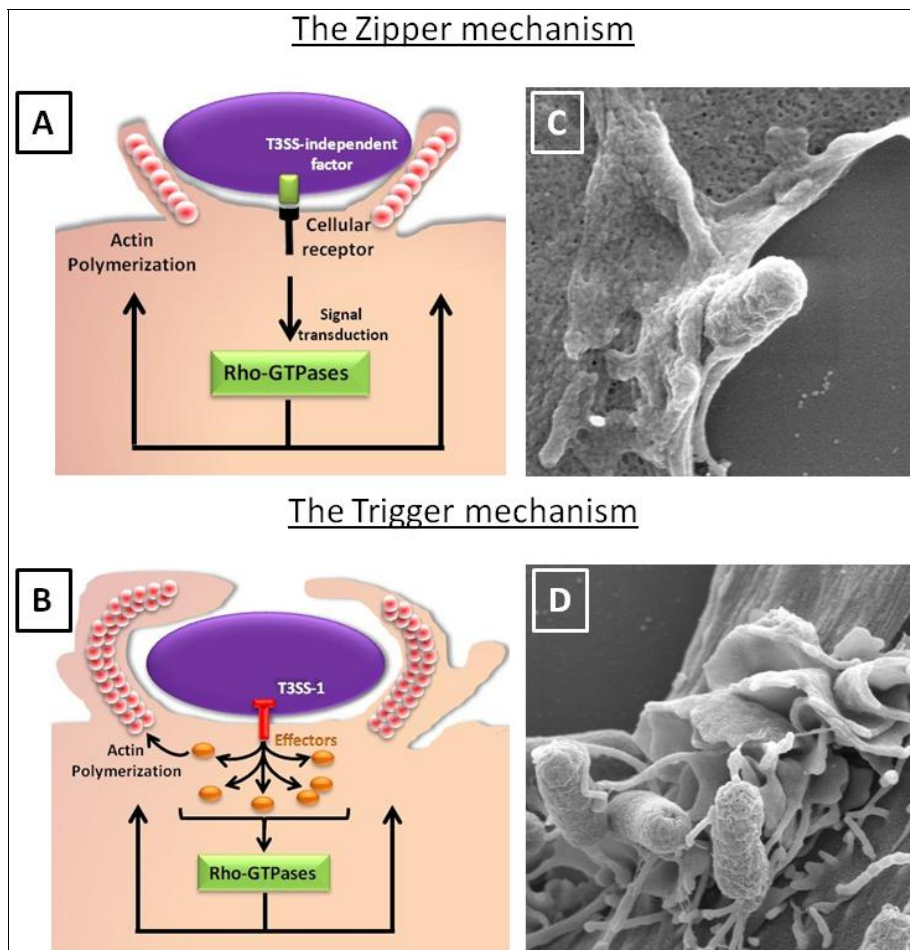 The Zipper mechanism
A
T3SS-independent
factor
Cellular
receptor
Actin
Polymerization
Signal
transduction
Rho-GTPases
C
The Trigger mechanism
B
T3SS-1
Effectors
Actin
Polymerization
Rho-GTPases
D